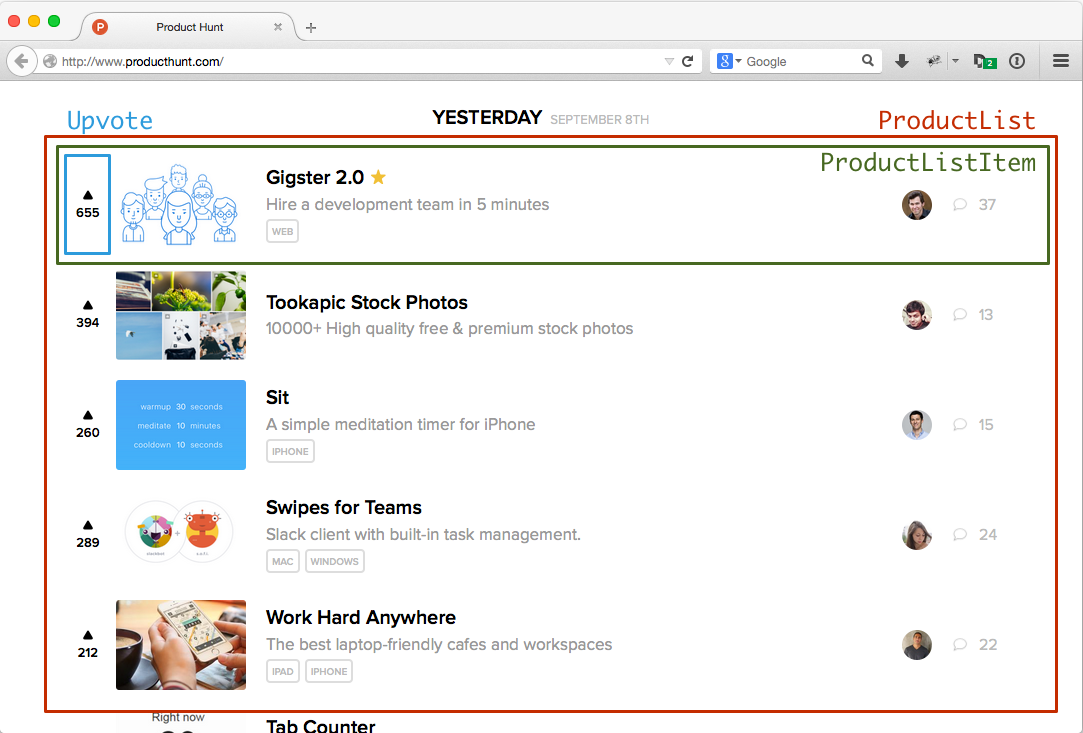 Product Hunt
http://www.producthunt.com/
Google
2
YESTERDAY SEPTEMBER 8TH
Upvote
ProductList
ProductListItem
655
Gigster 2.0
Hire a development team in 5 minutes
WEB
37
394
Tookapic Stock Photos
10000+ High quality free & premium stock photos
13
260
warmup 30 seconds
meditate 10 minutes
cooldown 10 seconds
Sit
A simple meditation timer for iPhone
IPHONE
15
289
Swipes for Teams
Slack client with built-in task management.
MAC WINDOWS
24
212
Work Hard Anywhere
The best laptop-friendly cafes and workspaces
IPAD IPHONE
22
Right now
Tab Counter